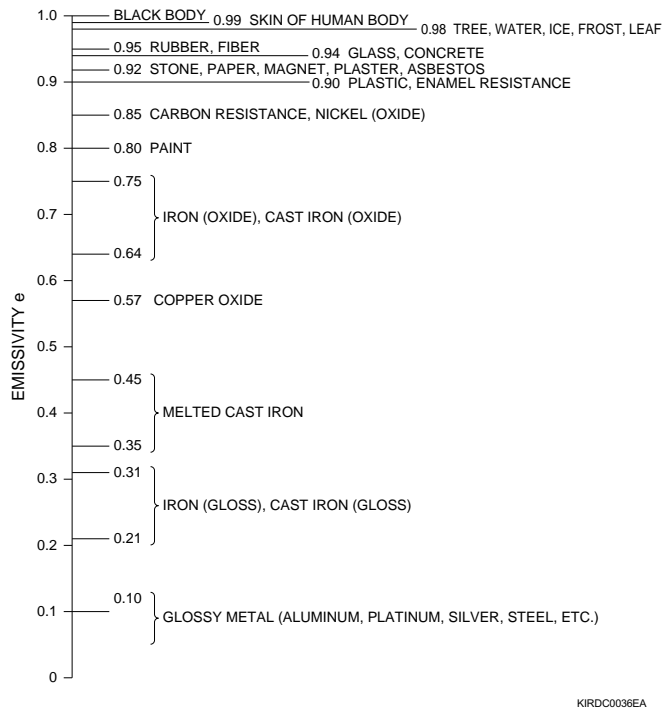 1.0
BLACK BODY
0.99 SKIN OF HUMAN BODY
0.98 TREE, WATER, ICE, FROST, LEAF
0.95 RUBBER, FIBER
0.94 GLASS, CONCRETE
0.92 STONE, PAPER, MAGNET, PLASTER, ASBESTOS
0.9
0.90 PLASTIC, ENAMEL RESISTANCE
0.85 CARBON RESISTANCE, NICKEL (OXIDE)
0.8
0.80 PAINT
0.75
IRON (OXIDE), CAST IRON (OXIDE)
0.7
0.64
0.6
0.57 COPPER OXIDE
EMISSIVITY e
0.5
0.45
MELTED CAST IRON
0.4
0.35
0.3
0.31
IRON (GLOSS), CAST IRON (GLOSS)
0.21
0.2
0.10
0.1
GLOSSY METAL (ALUMINUM, PLATINUM, SILVER, STEEL, ETC.)
0
KIRDC0036EA